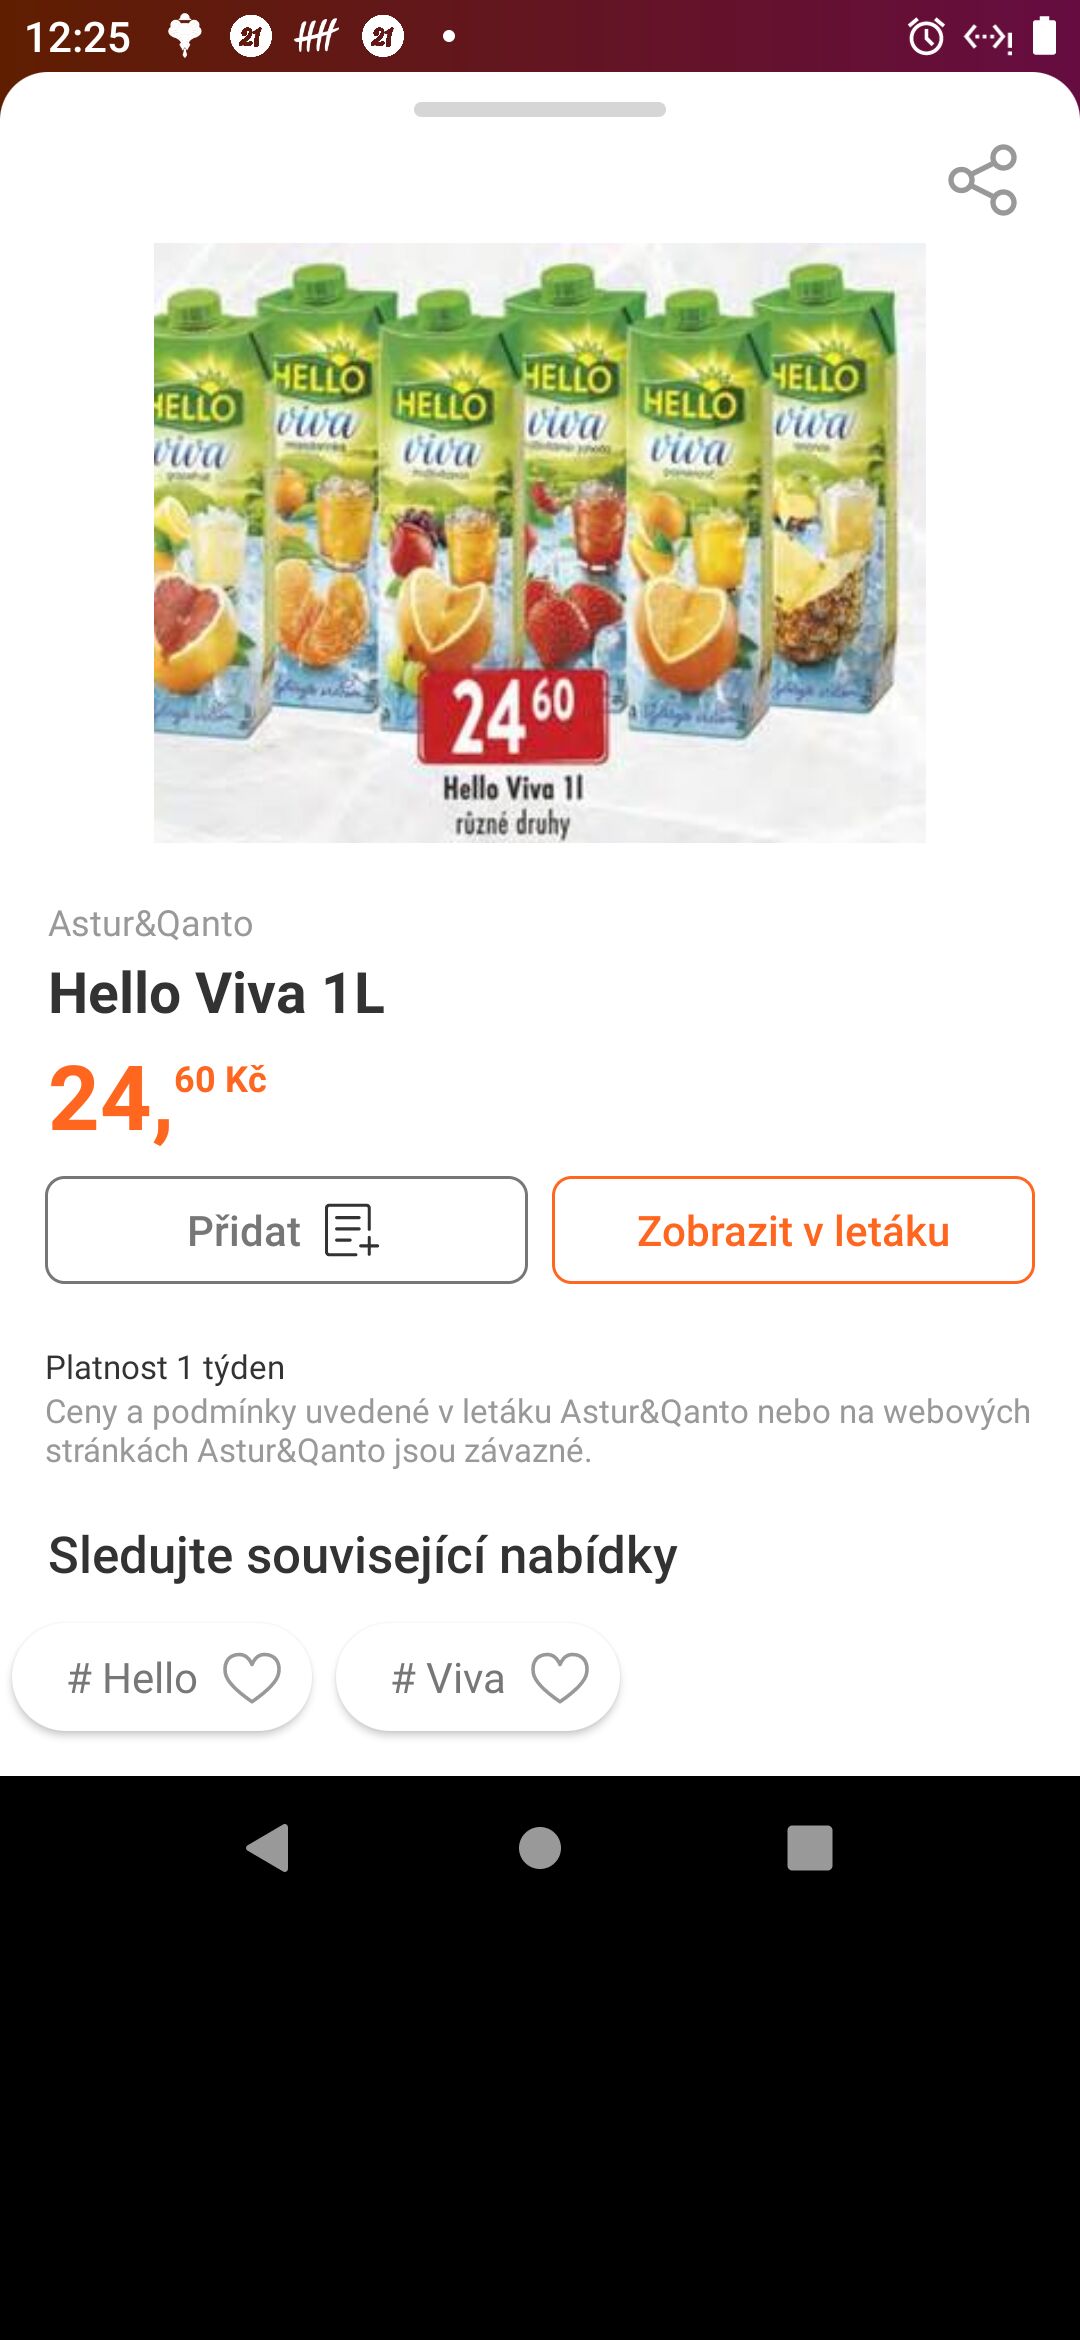 12:25
21
21
HELLO
HELLO
HELLO
HELLO
HELLO
HELLO
viva
viva
viva
viva
viva
viva
24 60
Hello Viva 1l
různé druhy
Astur&Qanto
Hello Viva 1L
24,60 Kč
Přidat
Zobrazit v letáku
Platnost 1 týden
Ceny a podmínky uvedené v letáku Astur&Qanto nebo na webových
stránkách Astur&Qanto jsou závazné.
Sledujte související nabídky
# Hello
# Viva